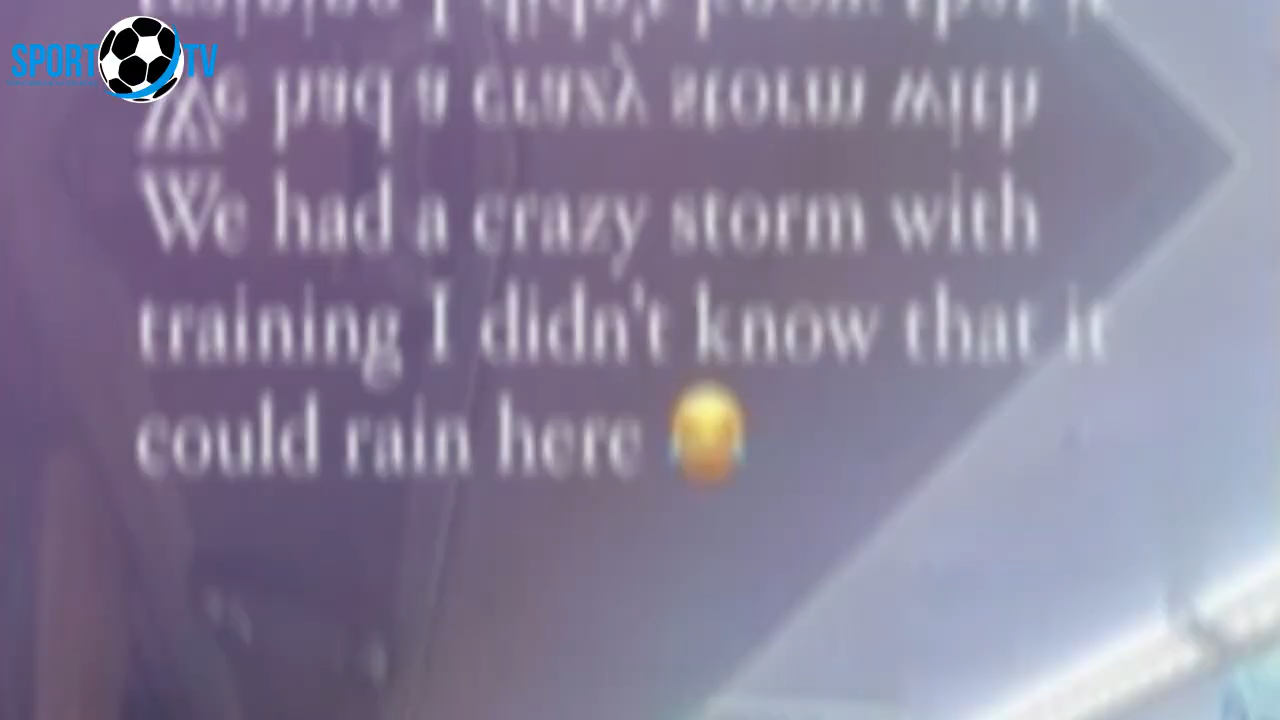 SPORT TV
We had a crazy storm with
training I didn't know that it
could rain here 😂